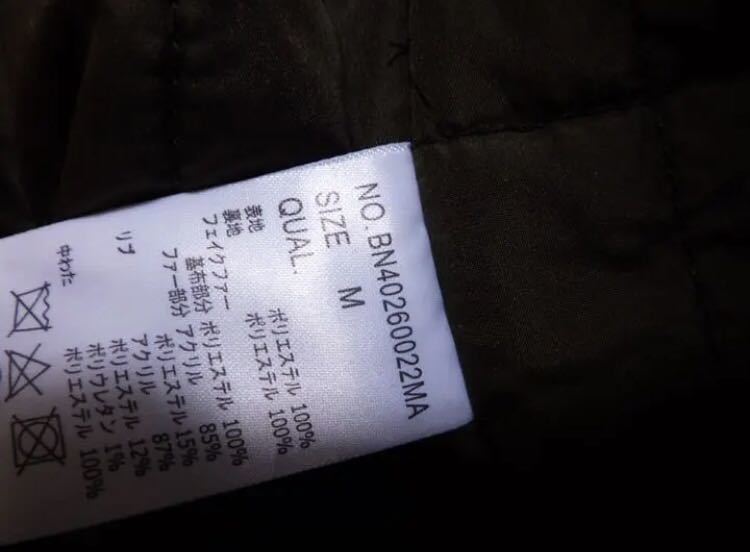 NO.BN40260022MA
SIZE M
QUAL.
表地 ポリエステル 100%
裏地 ポリエステル 100%
フェイクファー
基布部分 ポリエステル 100%
ファー部分 アクリル 85%
ポリエステル 15%
リブ アクリル 87%
ポリエステル 12%
ポリウレタン 1%
中わた ポリエステル 100%